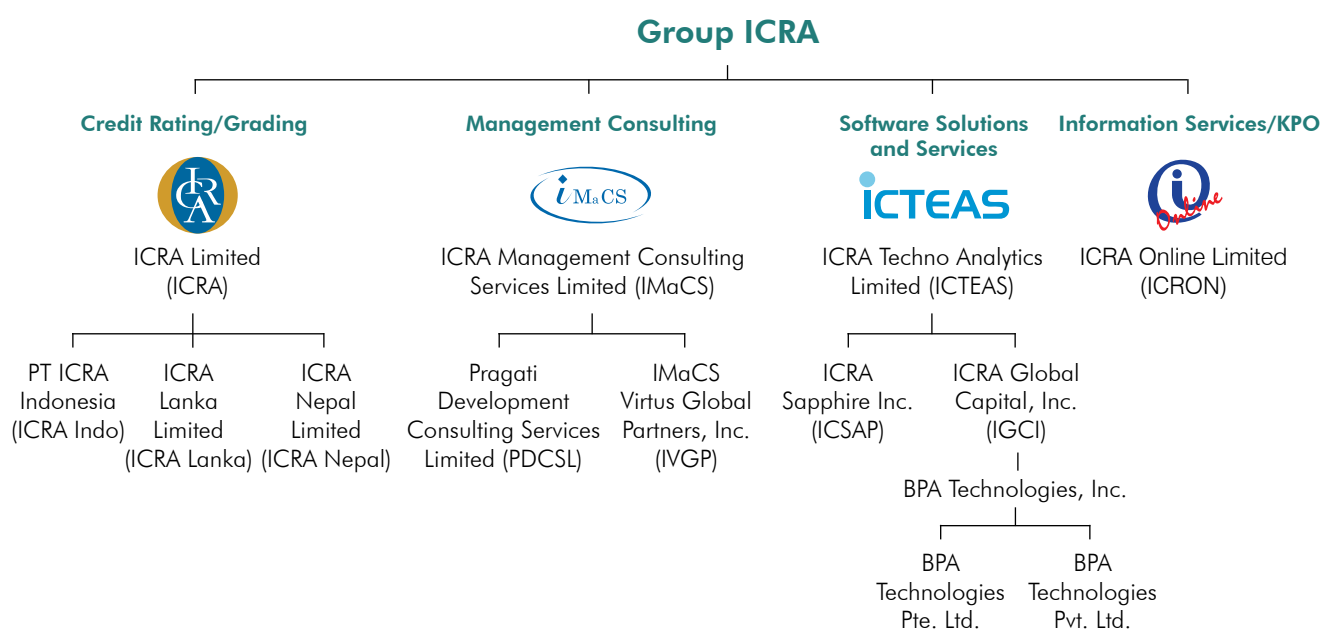 Group ICRA
Credit Rating/Grading
ICRA
ICRA Limited
(ICRA)
PT ICRA
Indonesia
(ICRA Indo)
ICRA
Lanka
Limited
(ICRA Lanka)
ICRA
Nepal
Limited
(ICRA Nepal)
Management Consulting
iMaCS
ICRA Management Consulting
Services Limited (IMaCS)
Pragati
Development
Consulting Services
Limited (PDCSL)
IMaCS
Virtus Global
Partners, Inc.
(IVGP)
Software Solutions
and Services
iCTEAS
ICRA Techno Analytics
Limited (ICTEAS)
ICRA
Sapphire Inc.
(ICSAP)
ICRA Global
Capital, Inc.
(IGCI)
BPA Technologies, Inc.
BPA
Technologies
Pte. Ltd.
BPA
Technologies
Pvt. Ltd.
Information Services/KPO
i
Online
ICRA Online Limited
(ICRON)